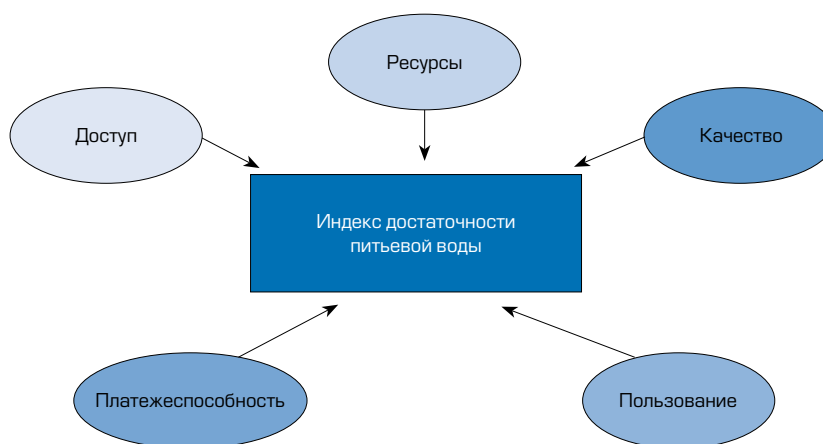 Ресурсы
Доступ
Качество
Индекс достаточности
питьевой воды
Платежеспособность
Пользование